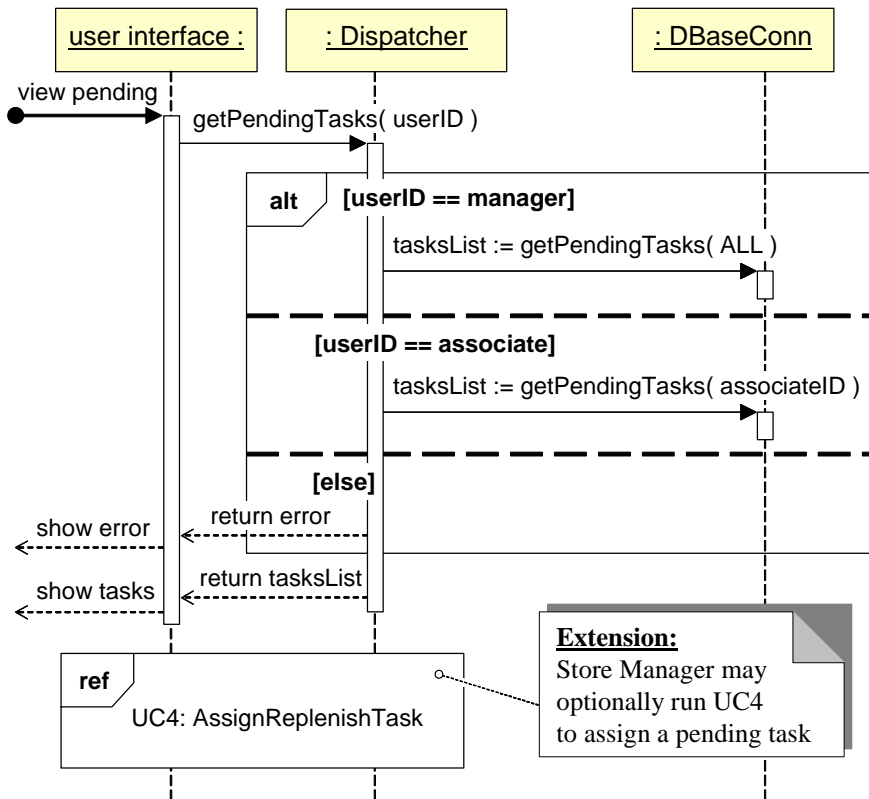 user interface :
: Dispatcher
: DBaseConn
view pending
getPendingTasks( userID )
alt
[userID == manager]
tasksList := getPendingTasks( ALL )
[userID == associate]
tasksList := getPendingTasks( associateID )
[else]
return error
show error
return tasksList
show tasks
ref
UC4: AssignReplenishTask
Extension:
Store Manager may
optionally run UC4
to assign a pending task